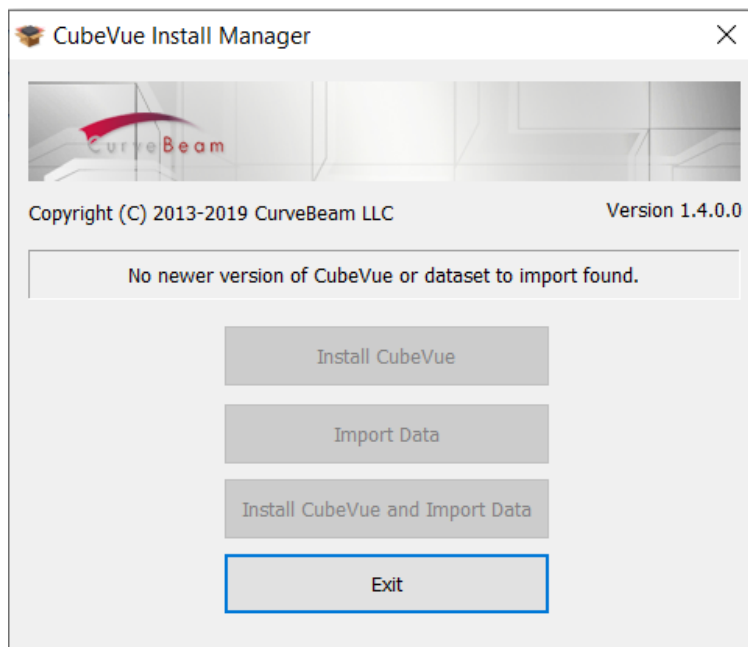 CubeVue Install Manager
CurveBeam
Copyright (C) 2013-2019 CurveBeam LLC
Version 1.4.0.0
No newer version of CubeVue or dataset to import found.
Install CubeVue
Import Data
Install CubeVue and Import Data
Exit